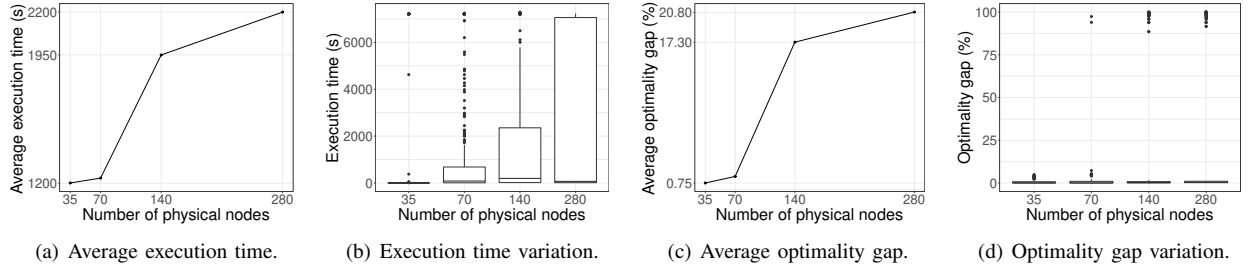 Average execution time (s)
2200
1950
1200
35 70 140 280
Number of physical nodes
(a) Average execution time.
Execution time (s)
6000
4000
2000
0
35 70 140 280
Number of physical nodes
(b) Execution time variation.
Average optimality gap (%)
20.80
17.30
0.75
35 70 140 280
Number of physical nodes
(c) Average optimality gap.
Optimality gap (%)
100
75
50
25
0
35 70 140 280
Number of physical nodes
(d) Optimality gap variation.